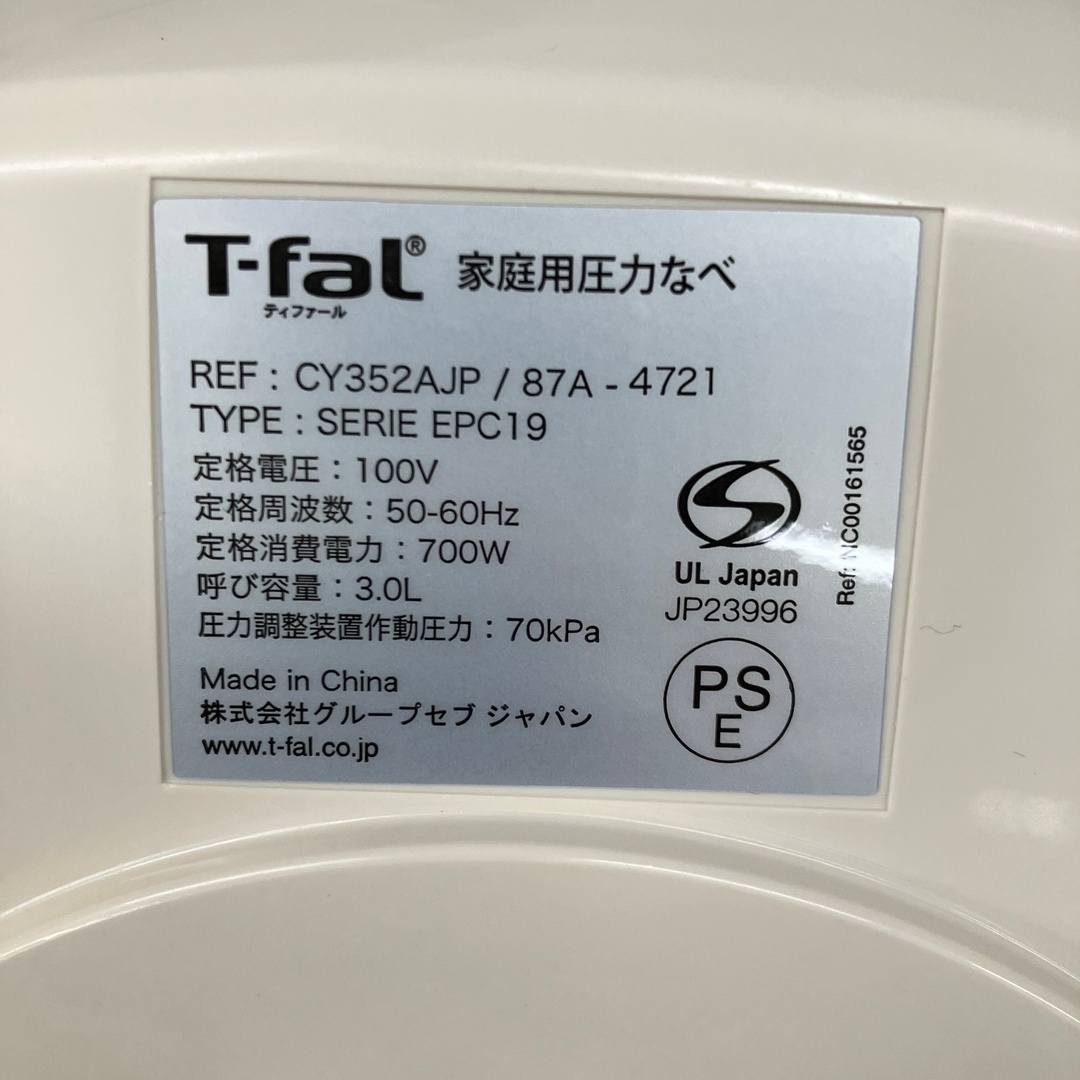 T-fal® 家庭用圧力なべ
ティファール
REF : CY352AJP / 87A - 4721
TYPE : SERIE EPC19
定格電圧 : 100V
定格周波数 : 50-60Hz
定格消費電力 : 700W
呼び容量 : 3.0L
圧力調整装置作動圧力 : 70kPa
Made in China
株式会社グループセブ ジャパン
www.t-fal.co.jp
S
UL Japan
JP23996
PS
E
Ref: NC00161565